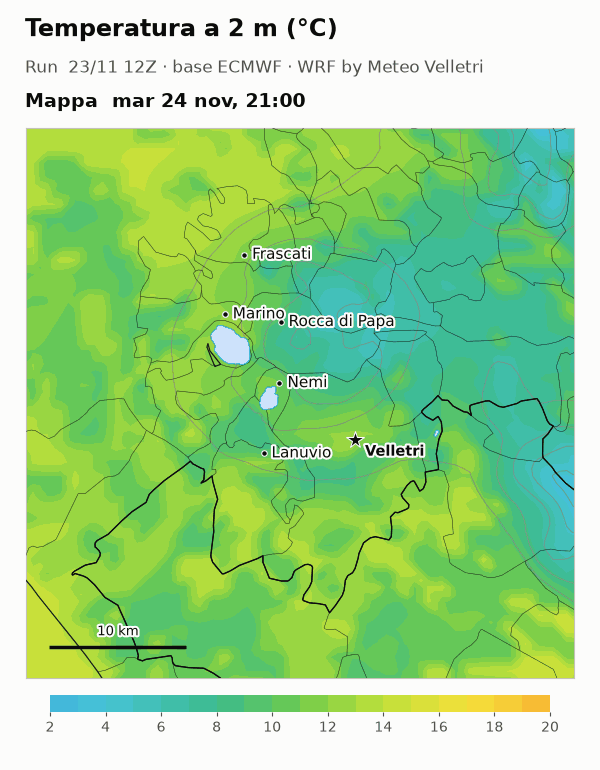 Temperatura a 2 m (°C)
Run  23/11 12Z · base ECMWF · WRF by Meteo Velletri
Mappa  mar 24 nov, 21:00
Frascati
Marino
Rocca di Papa
Nemi
Velletri
Lanuvio
10 km
2 4 6 8 10 12 14 16 18 20